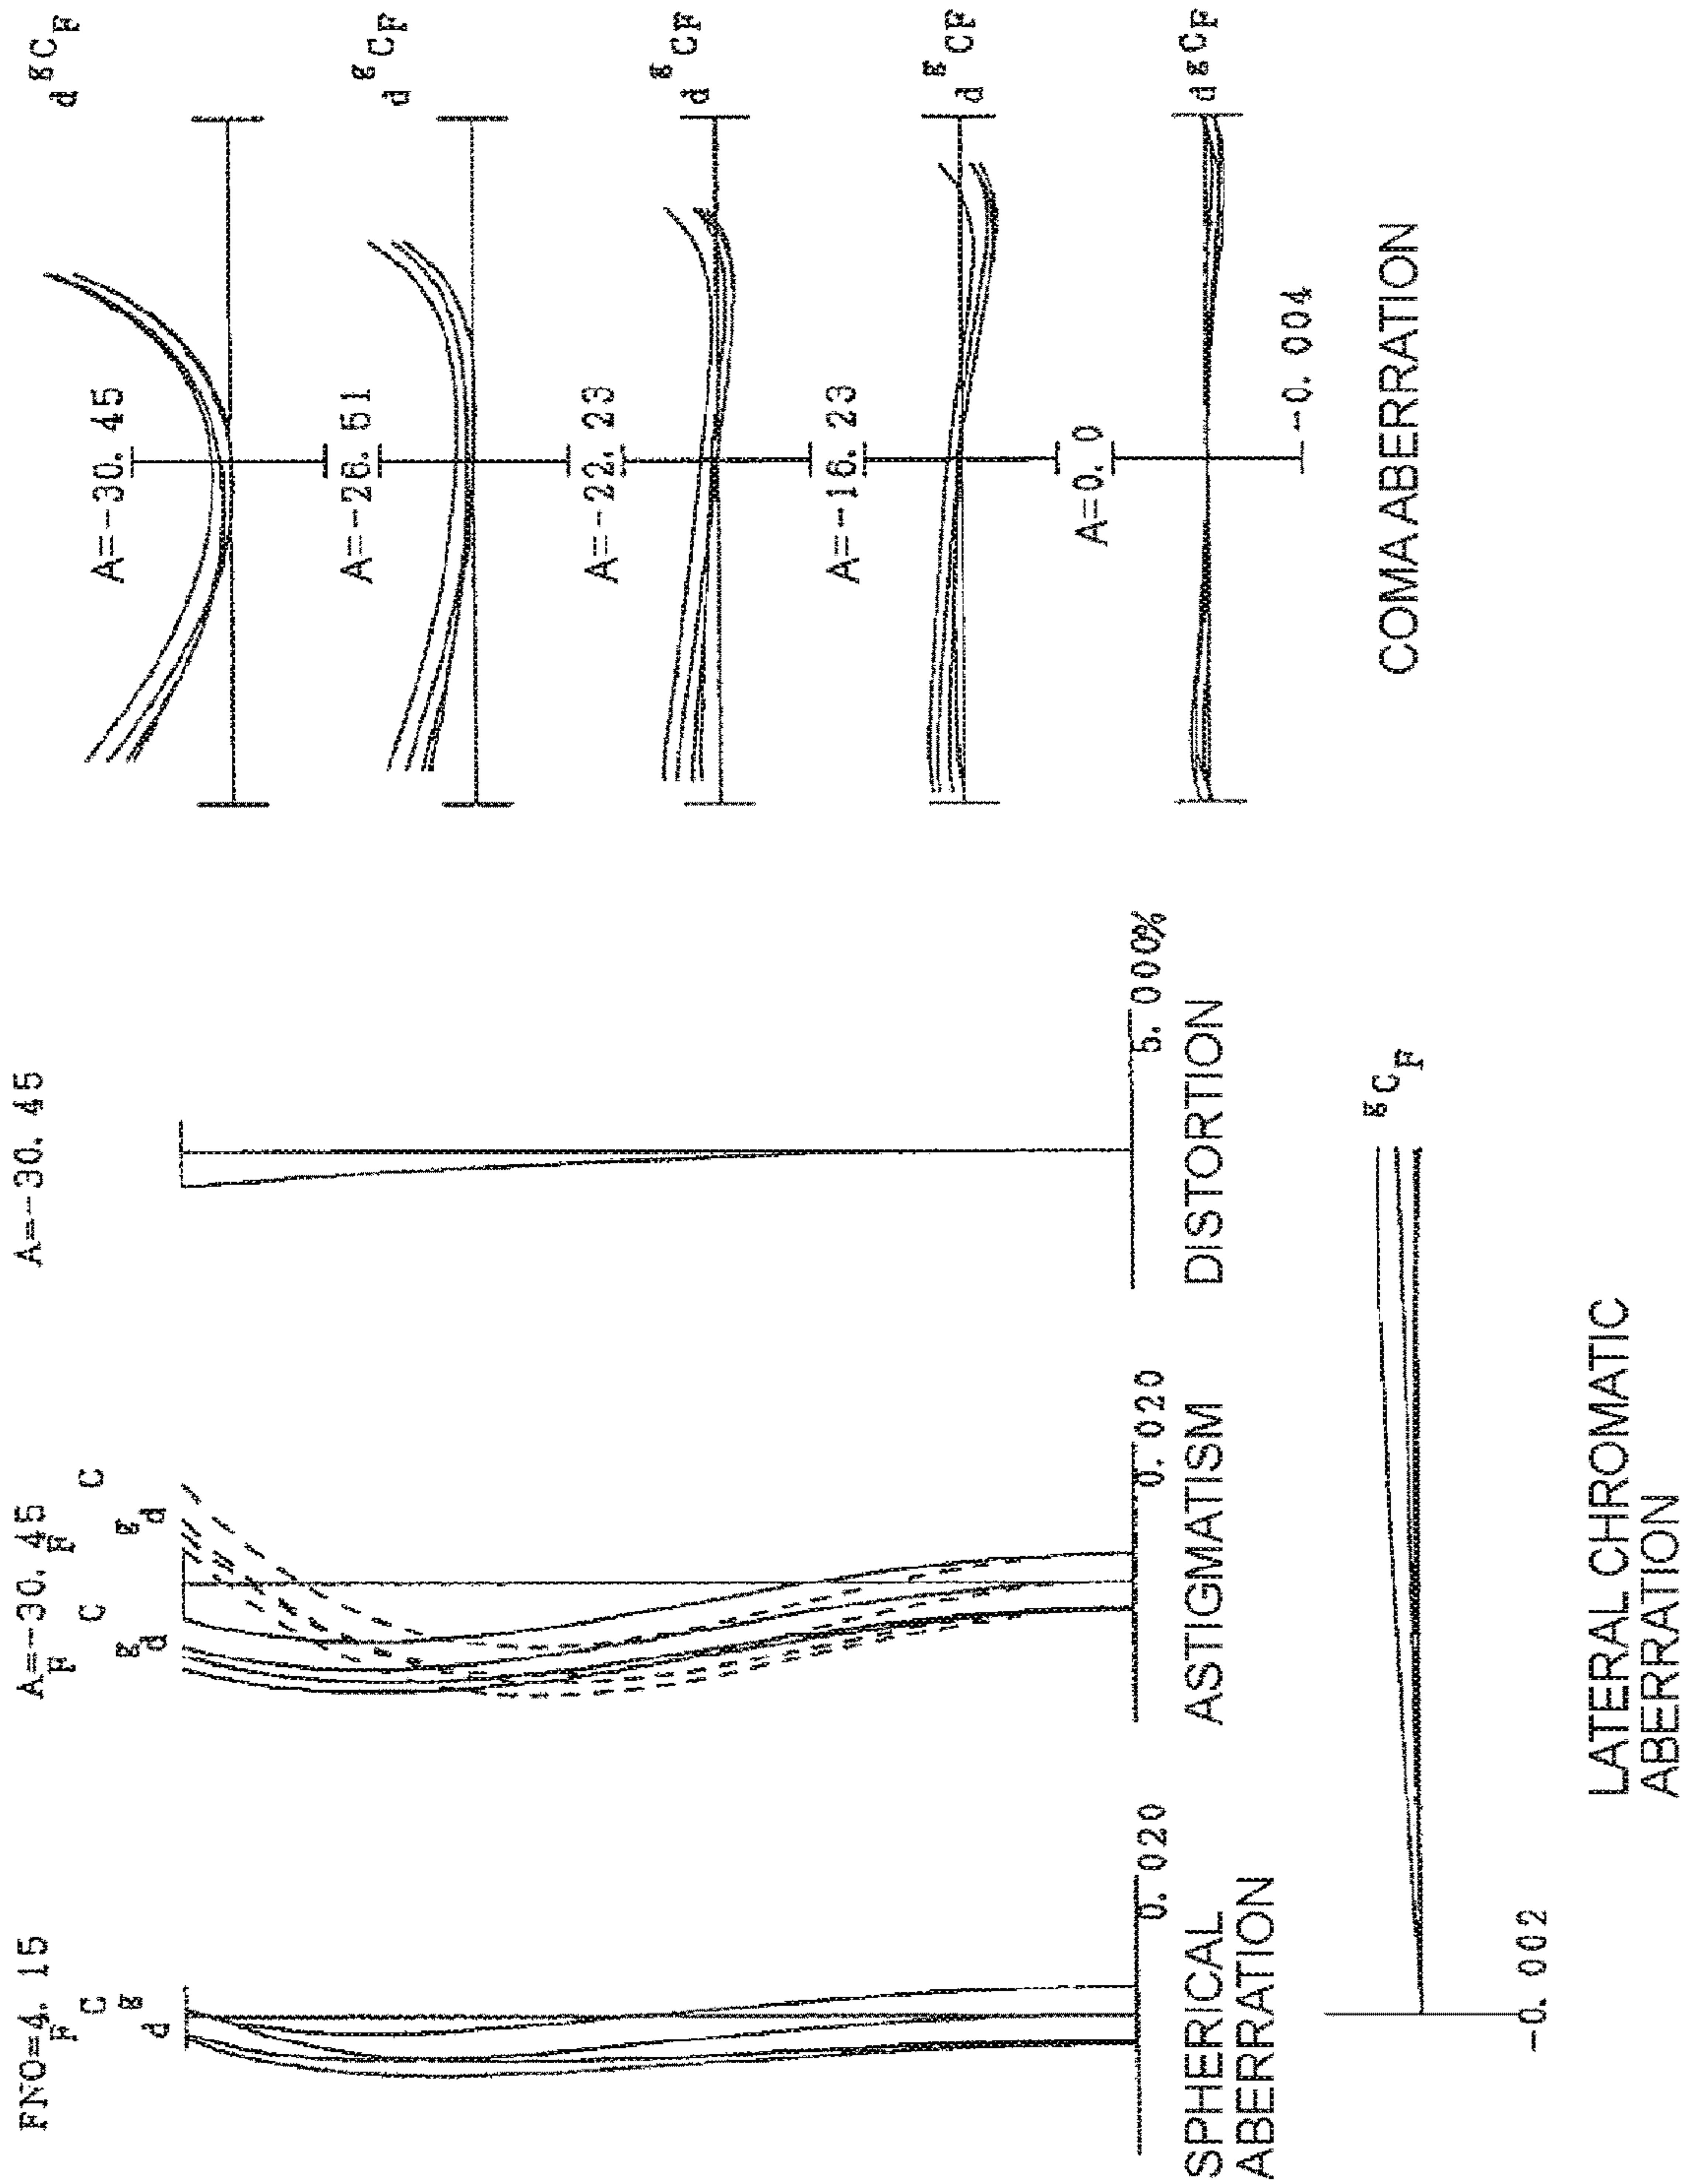 FNO=4. 15
F C
g
d
SPHERICAL
ABERRATION
0. 020
A=-30. 45
F C
g
d
F C
g
d
ASTIGMATISM
0. 020
A=-30. 45
DISTORTION
5. 000%
A=-30. 45
d g C F
A=-26. 51
d g C F
A=-22. 23
d g C F
A=-16. 23
d g C F
A=0. 0
d g C F
-0. 004
COMA ABERRATION
g C F
-0. 002
LATERAL CHROMATIC
ABERRATION